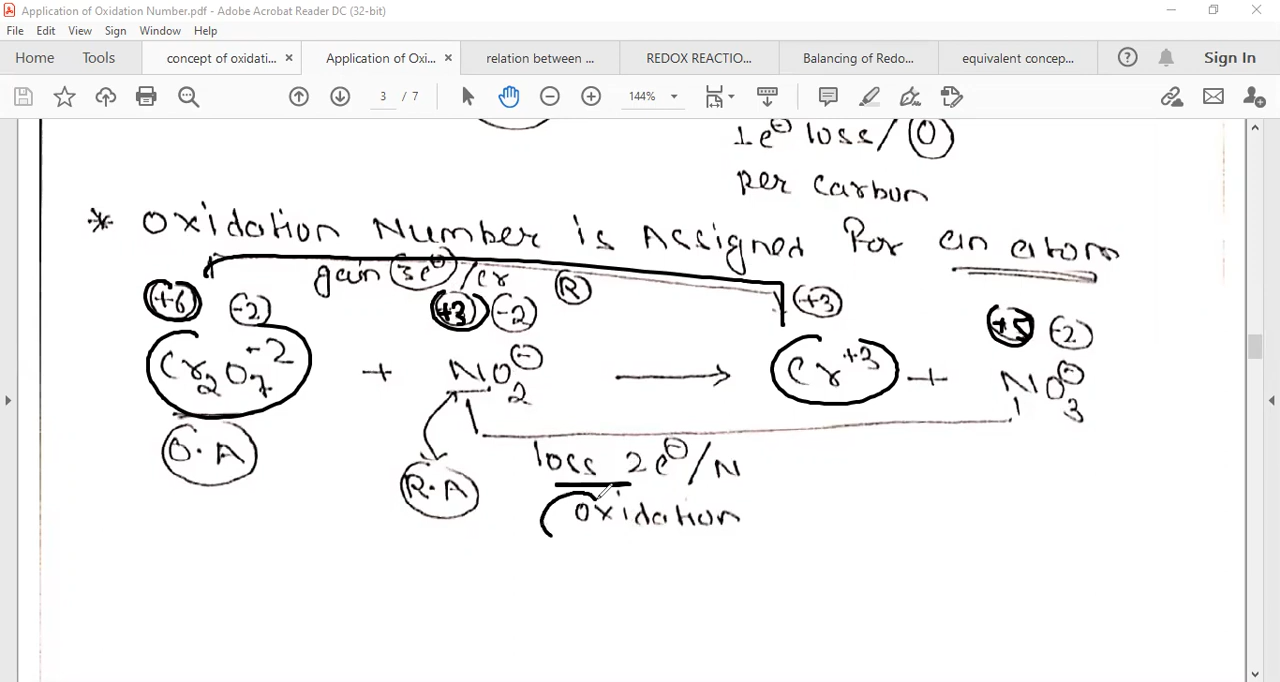 Application of Oxidation Number.pdf - Adobe Acrobat Reader DC (32-bit)
File Edit View Sign Window Help
Home Tools concept of oxidati... × Application of Oxi... × relation between ... REDOX REACTIO... Balancing of Redo... equivalent concep... Sign In
3 / 7 144%
1e⊖ loss/ (0)
per carbon
* Oxidation Number is Assigned for an atom
gain 3e⊖/Cr (R)
+6 -2 +3 -2 +3 +5 -2
Cr₂O₇⁻² + NO₂⊖ → Cr⁺³ + NO₃⊖
O.A
R.A
loss 2e⊖/N
oxidation